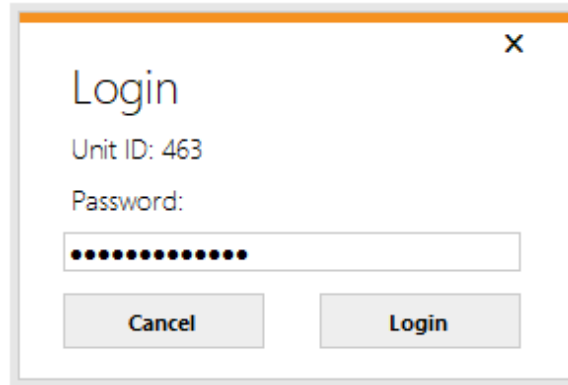 X
Login
Unit ID: 463
Password:
•••••••••••••
Cancel Login